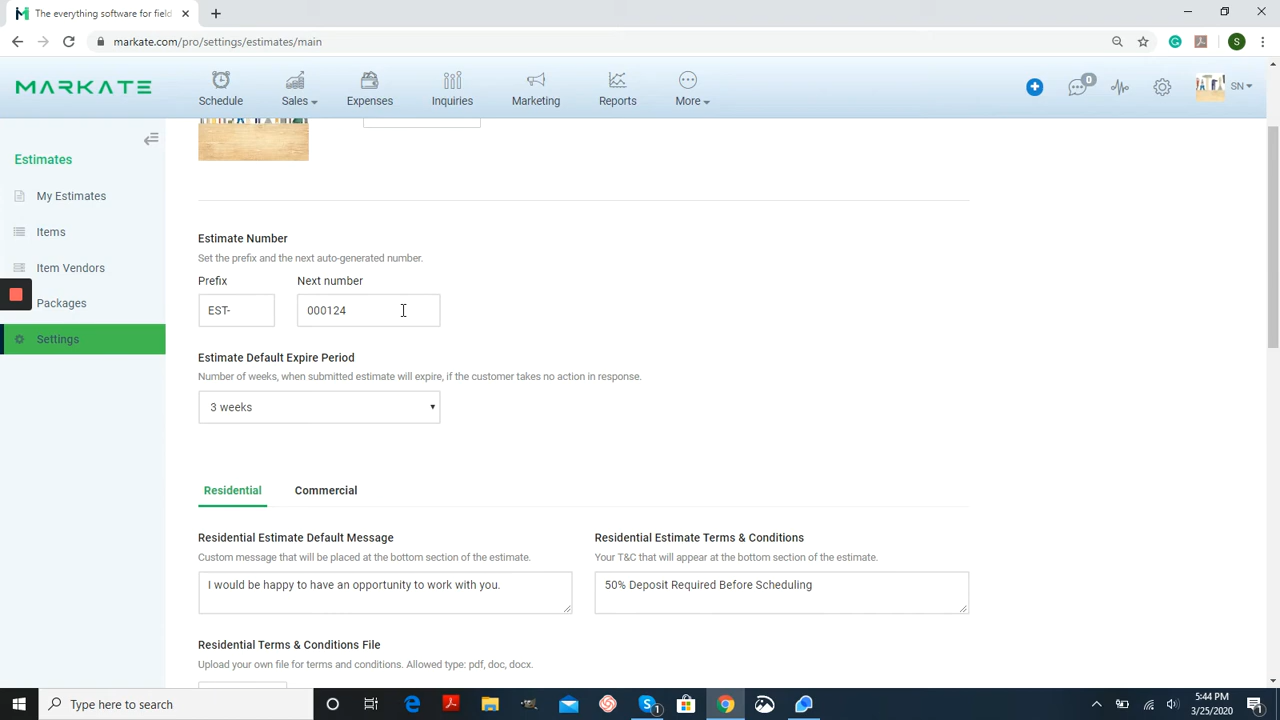 The everything software for field
markate.com/pro/settings/estimates/main
S
MARKATE
Schedule
Sales
Expenses
Inquiries
Marketing
Reports
More
0
SN
Estimates
My Estimates
Items
Item Vendors
Packages
Settings
Estimate Number
Set the prefix and the next auto-generated number.
Prefix Next number
EST- 000124
Estimate Default Expire Period
Number of weeks, when submitted estimate will expire, if the customer takes no action in response.
3 weeks
Residential Commercial
Residential Estimate Default Message Residential Estimate Terms & Conditions
Custom message that will be placed at the bottom section of the estimate. Your T&C that will appear at the bottom section of the estimate.
I would be happy to have an opportunity to work with you. 50% Deposit Required Before Scheduling
Residential Terms & Conditions File
Upload your own file for terms and conditions. Allowed type: pdf, doc, docx.
Type here to search
1
5:44 PM
3/25/2020
1